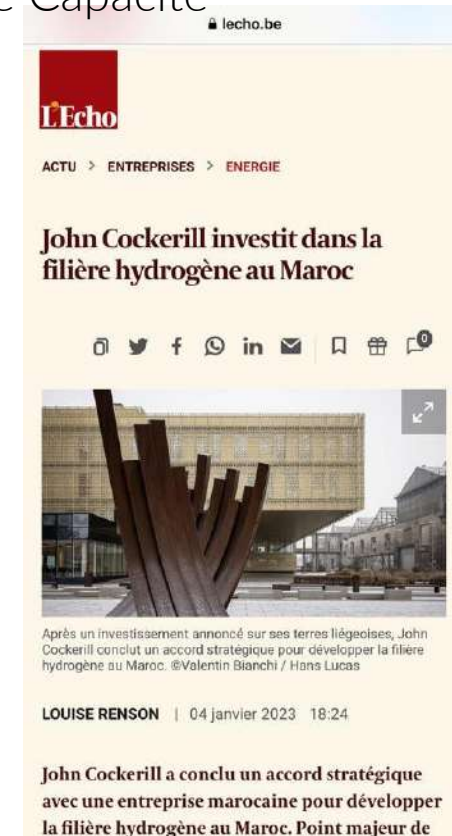 e Capacité
lecho.be
L'Echo
ACTU > ENTREPRISES > ENERGIE
John Cockerill investit dans la
filière hydrogène au Maroc
0
Après un investissement annoncé sur ses terres liégeoises, John
Cockerill conclut un accord stratégique pour développer la filière
hydrogène au Maroc. ©Valentin Bianchi / Hans Lucas
LOUISE RENSON | 04 janvier 2023 18:24
John Cockerill a conclu un accord stratégique
avec une entreprise marocaine pour développer
la filière hydrogène au Maroc. Point majeur de